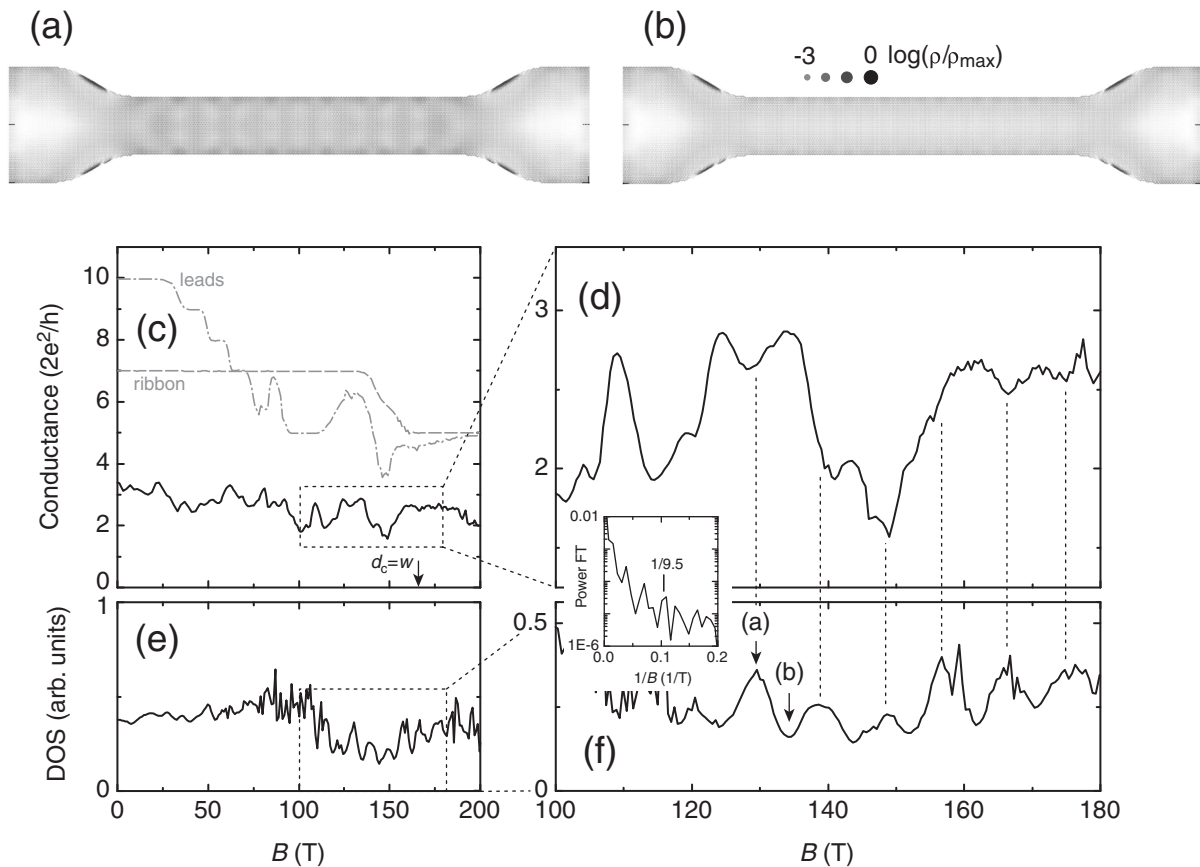 (a)
(b)
-3 0 log(ρ/ρmax)
Conductance (2e²/h)
10
8
6
4
2
0
leads
(c)
ribbon
dc=w
3
2
(d)
0.01
Power FT
1/9.5
1E-6
0.0 0.1 0.2
1/B (1/T)
DOS (arb. units)
1
0
(e)
0 50 100 150 200
B (T)
0.5
0
(a)
(b)
(f)
100 120 140 160 180
B (T)